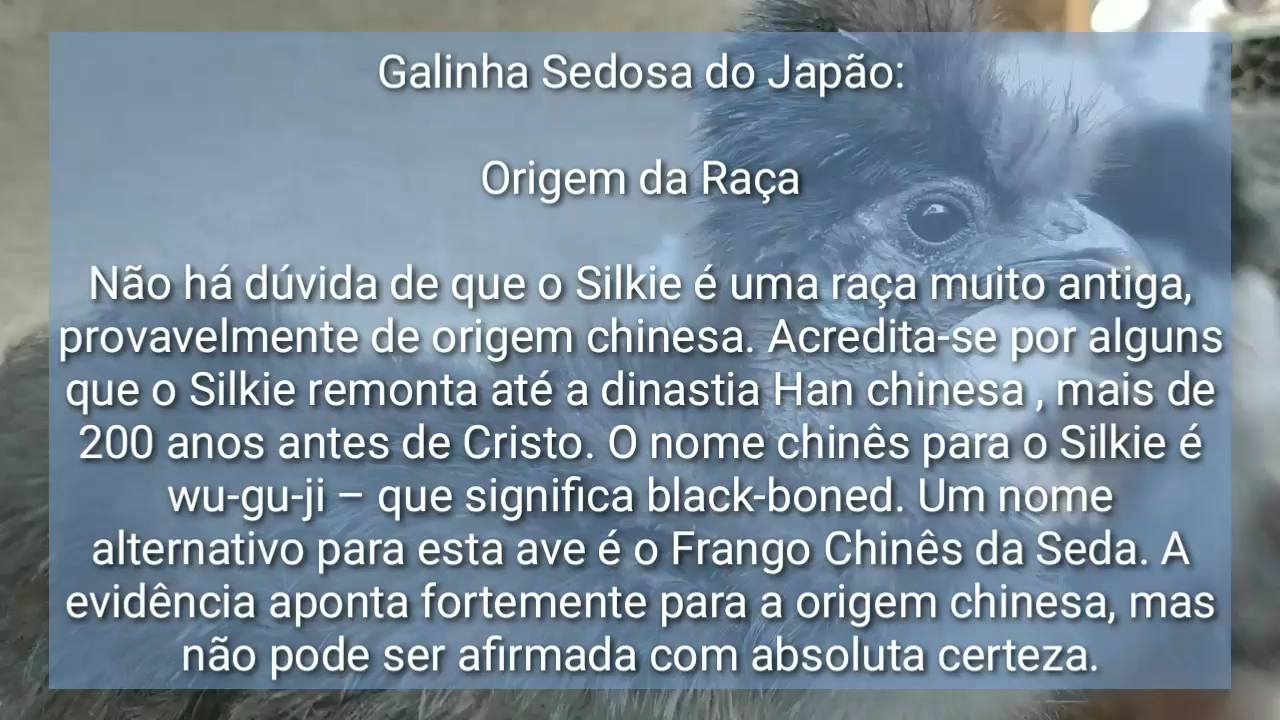 Galinha Sedosa do Japão:
Origem da Raça
Não há dúvida de que o Silkie é uma raça muito antiga,
provavelmente de origem chinesa. Acredita-se por alguns
que o Silkie remonta até a dinastia Han chinesa , mais de
200 anos antes de Cristo. O nome chinês para o Silkie é
wu-gu-ji – que significa black-boned. Um nome
alternativo para esta ave é o Frango Chinês da Seda. A
evidência aponta fortemente para a origem chinesa, mas
não pode ser afirmada com absoluta certeza.